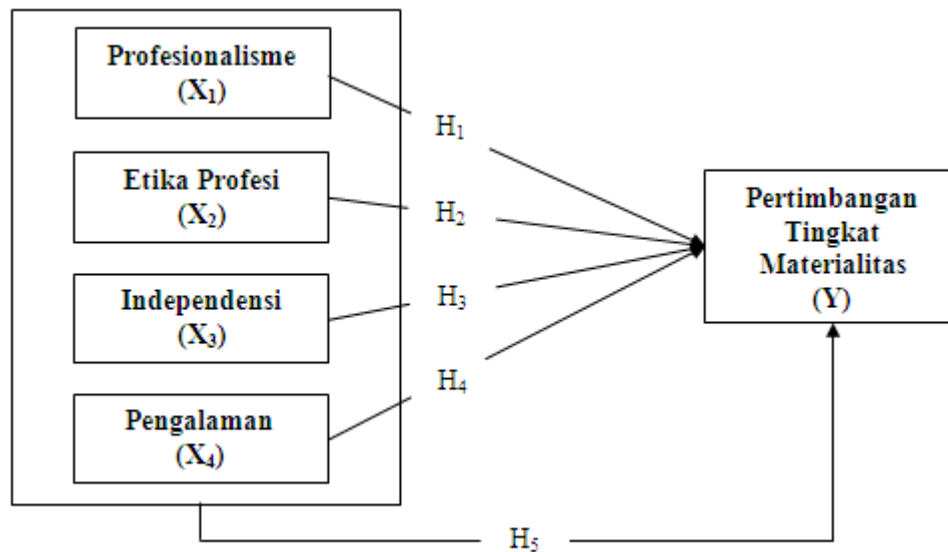 Profesionalisme
(X₁)
H₁
Etika Profesi
(X₂)
H₂
Pertimbangan
Tingkat
Materialitas
(Y)
Independensi
(X₃)
H₃
H₄
Pengalaman
(X₄)
H₅